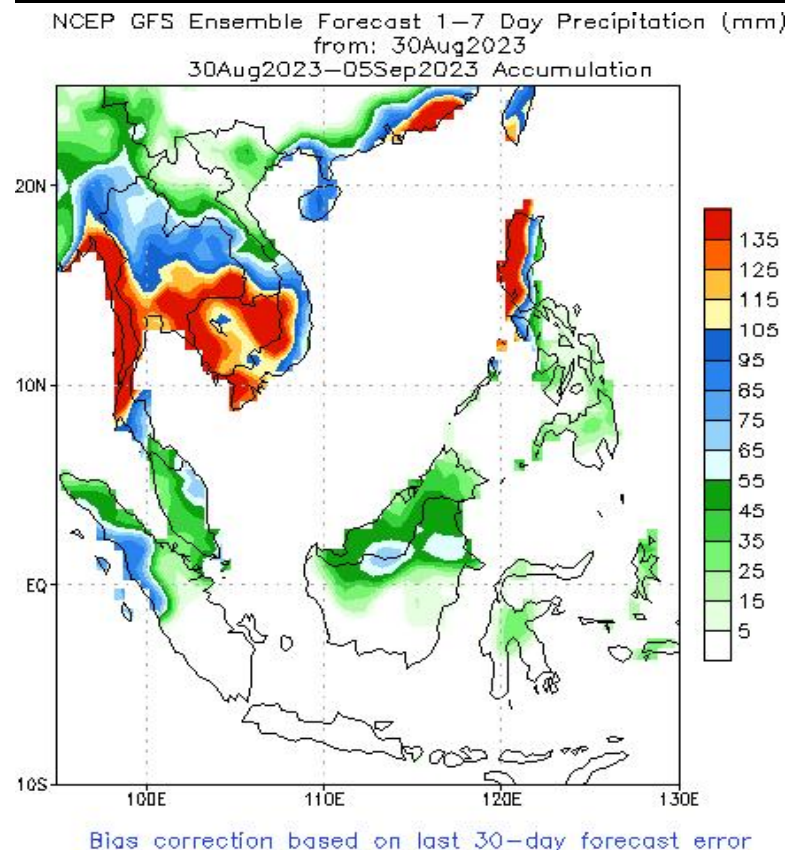 NCEP GFS Ensemble Forecast 1-7 Day Precipitation (mm)
from: 30Aug2023
30Aug2023-05Sep2023 Accumulation
20N
10N
EQ
10S
100E
110E
120E
130E
135
125
115
105
95
85
75
65
55
45
35
25
15
5
Bias correction based on last 30-day forecast error